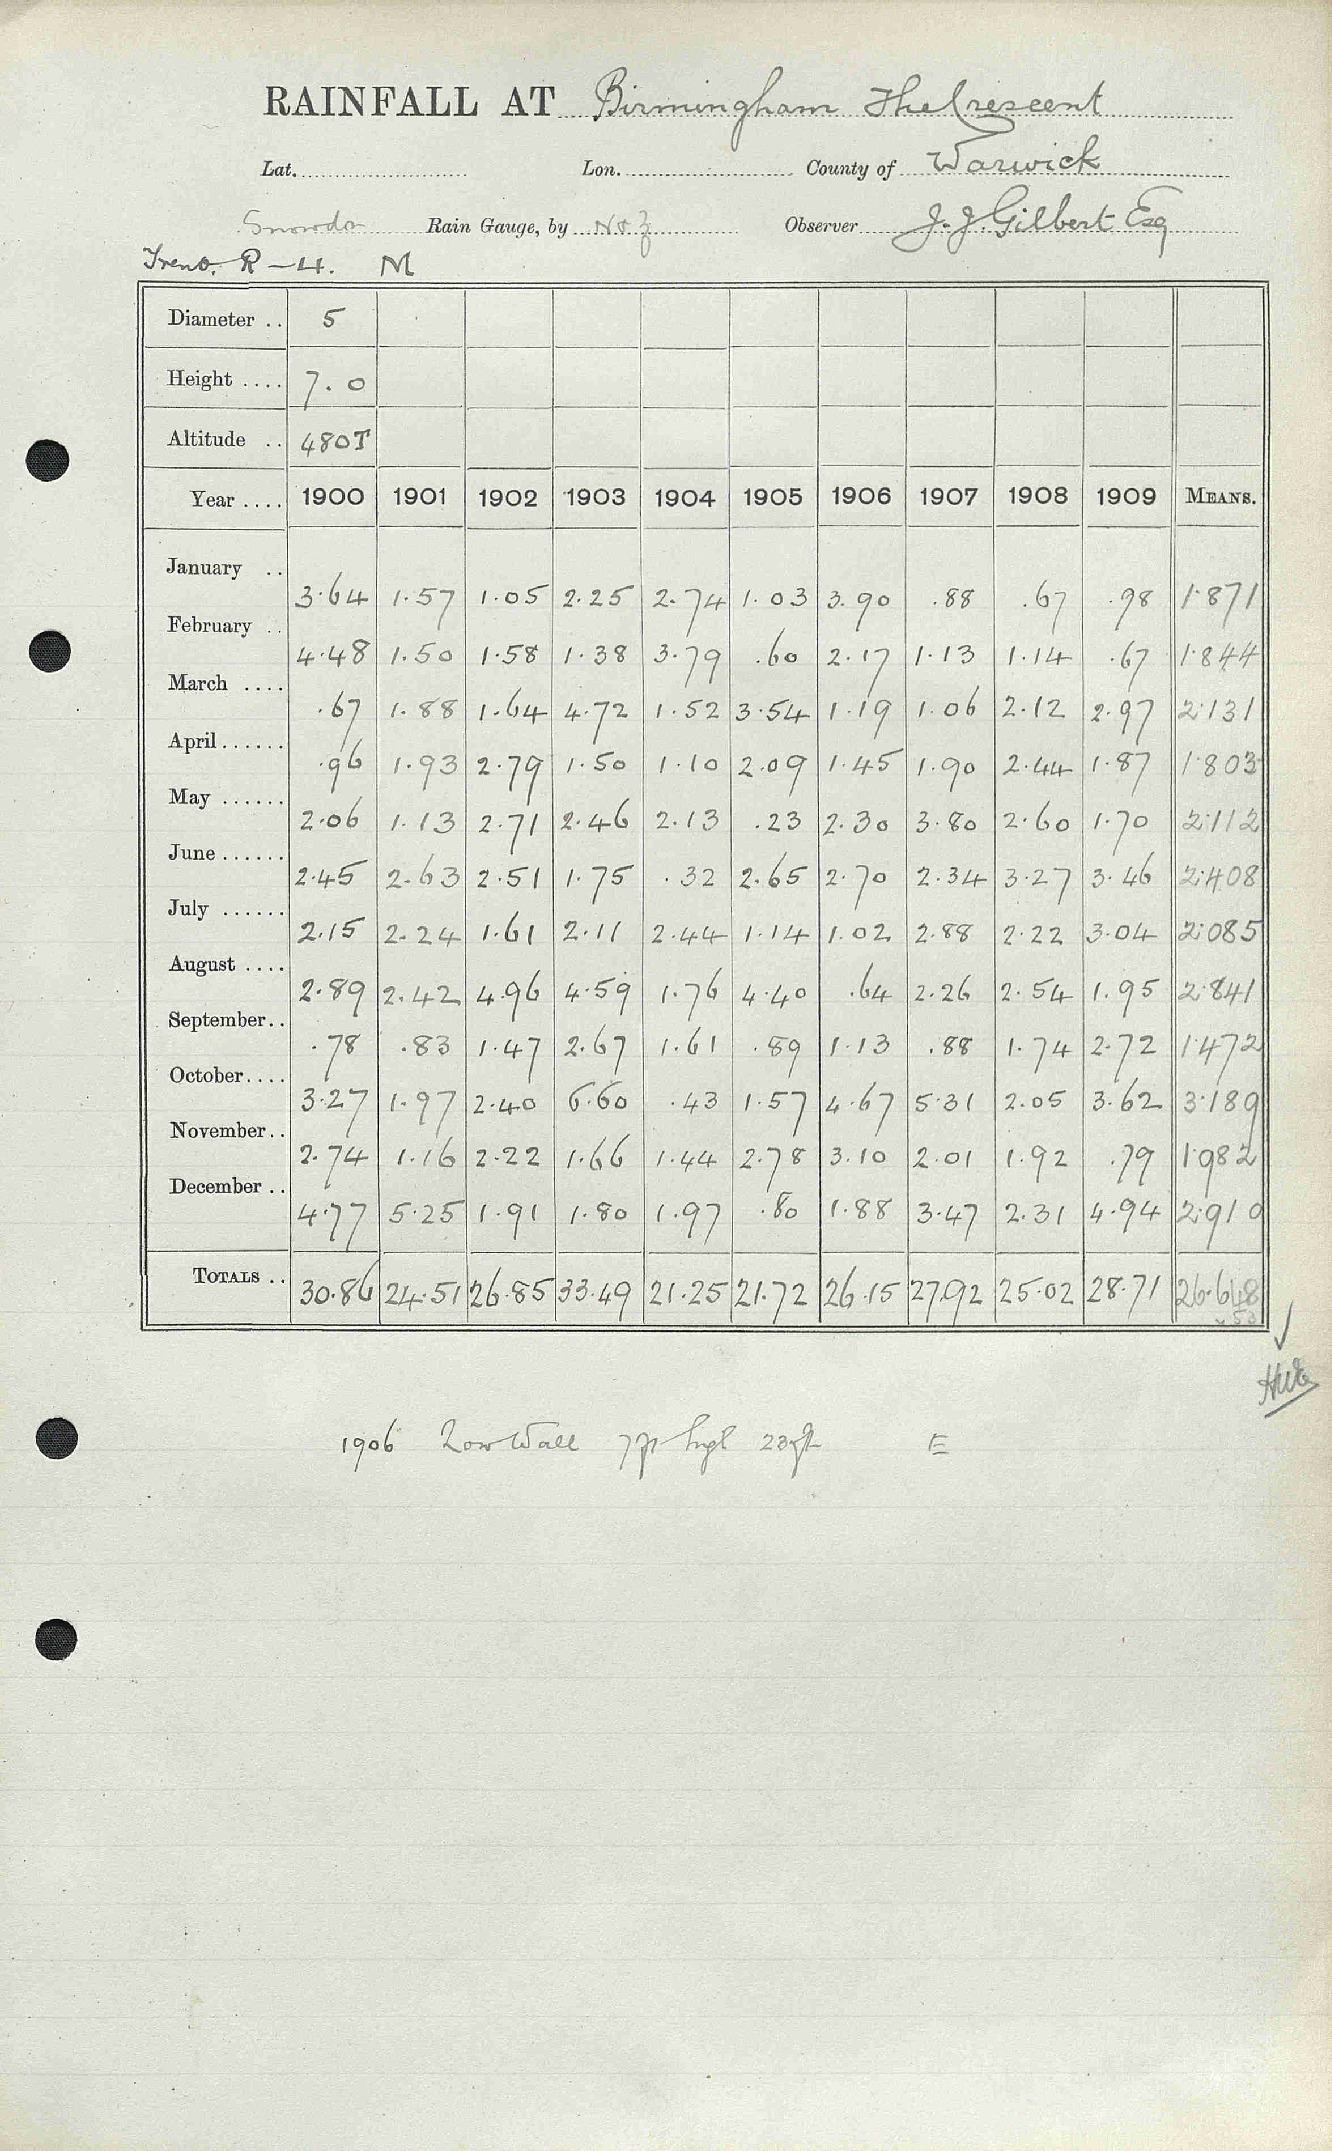 RAINFALL AT Birmingham The Crescent
Lat. Lon. County of Warwick
Snowdon Rain Gauge, by N & Z Observer J. J. Gilbert Esq
R-4. M
Diameter .. 5
Height .... 7.0
Altitude .. 480T
Year .... 1900 1901 1902 1903 1904 1905 1906 1907 1908 1909 MEANS.
January .. 3.64 1.57 1.05 2.25 2.74 1.03 3.90 .88 .67 .98 1.871
February .. 4.48 1.50 1.58 1.38 3.79 .60 2.17 1.13 1.14 .67 1.844
March .... .67 1.88 1.64 4.72 1.52 3.54 1.19 1.06 2.12 2.97 2.131
April ...... .96 1.93 2.79 1.50 1.10 2.09 1.45 1.90 2.44 1.87 1.803
May ...... 2.06 1.13 2.71 2.46 2.13 .23 2.30 3.80 2.60 1.70 2.112
June ...... 2.45 2.63 2.51 1.75 .32 2.65 2.70 2.34 3.27 3.46 2.408
July ...... 2.15 2.24 1.61 2.11 2.44 1.14 1.02 2.88 2.22 3.04 2.085
August .... 2.89 2.42 4.96 4.59 1.76 4.40 .64 2.26 2.54 1.95 2.841
September.. .78 .83 1.47 2.67 1.61 .89 1.13 .88 1.74 2.72 1.472
October.... 3.27 1.97 2.40 6.60 .43 1.57 4.67 5.31 2.05 3.62 3.189
November.. 2.74 1.16 2.22 1.66 1.44 2.78 3.10 2.01 1.92 .79 1.982
December .. 4.77 5.25 1.91 1.80 1.97 .80 1.88 3.47 2.31 4.94 2.910
TOTALS .. 30.86 24.51 26.85 33.49 21.25 21.72 26.15 27.92 25.02 28.71 26.648
1906 Low Wall 7ft high 23ft E